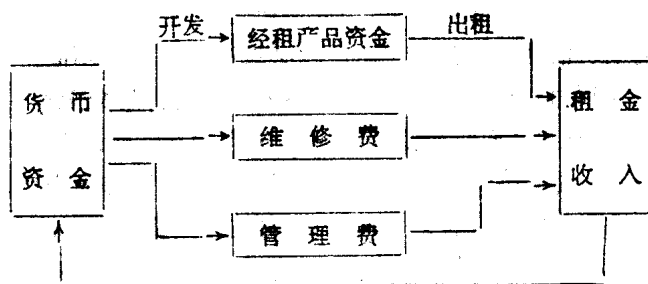 开发 经租产品资金 出租
货币 租金
维修费
资金 收入
管理费